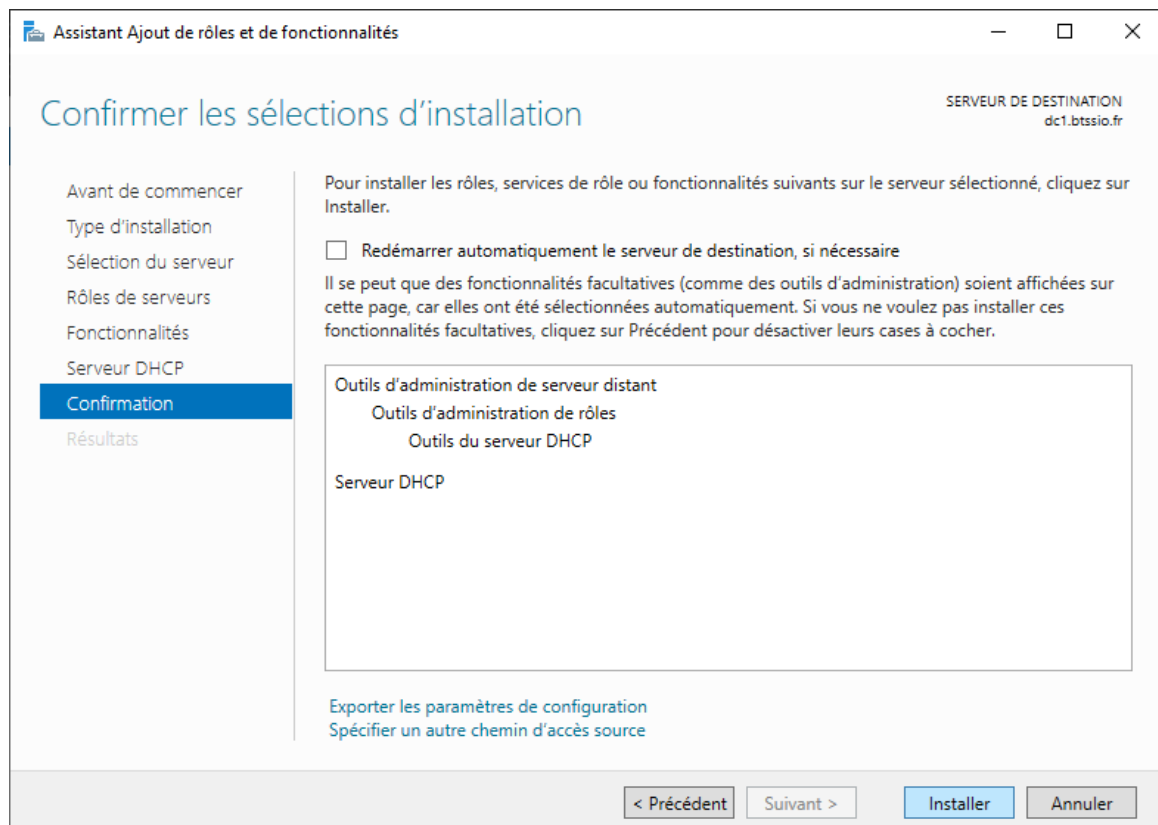 Assistant Ajout de rôles et de fonctionnalités
Confirmer les sélections d'installation
SERVEUR DE DESTINATION
dc1.btssio.fr
Avant de commencer
Type d'installation
Sélection du serveur
Rôles de serveurs
Fonctionnalités
Serveur DHCP
Confirmation
Résultats
Pour installer les rôles, services de rôle ou fonctionnalités suivants sur le serveur sélectionné, cliquez sur
Installer.
Redémarrer automatiquement le serveur de destination, si nécessaire
Il se peut que des fonctionnalités facultatives (comme des outils d'administration) soient affichées sur
cette page, car elles ont été sélectionnées automatiquement. Si vous ne voulez pas installer ces
fonctionnalités facultatives, cliquez sur Précédent pour désactiver leurs cases à cocher.
Outils d'administration de serveur distant
Outils d'administration de rôles
Outils du serveur DHCP
Serveur DHCP
Exporter les paramètres de configuration
Spécifier un autre chemin d'accès source
< Précédent
Suivant >
Installer
Annuler